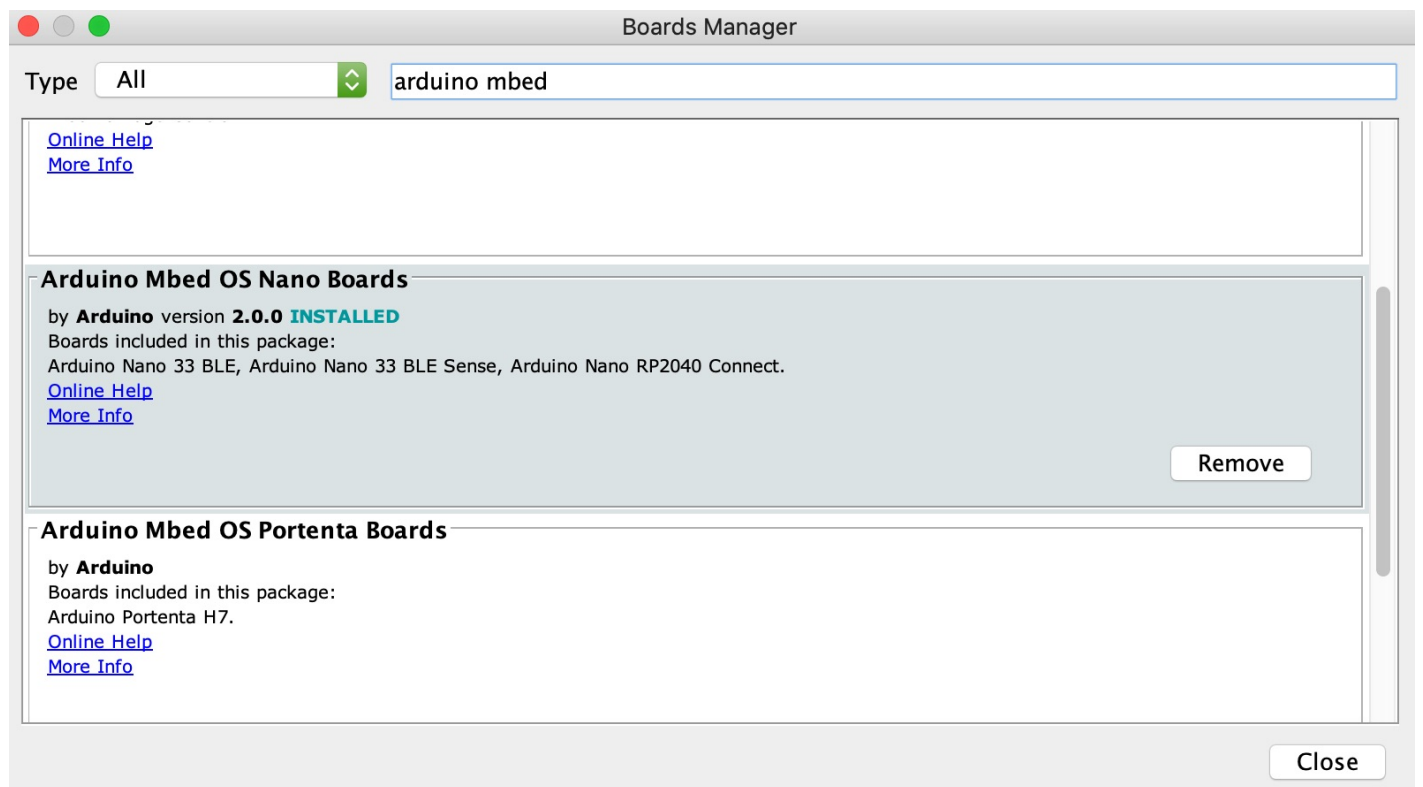 Boards Manager
Type All arduino mbed
Online Help
More Info
Arduino Mbed OS Nano Boards
by Arduino version 2.0.0 INSTALLED
Boards included in this package:
Arduino Nano 33 BLE, Arduino Nano 33 BLE Sense, Arduino Nano RP2040 Connect.
Online Help
More Info
Remove
Arduino Mbed OS Portenta Boards
by Arduino
Boards included in this package:
Arduino Portenta H7.
Online Help
More Info
Close